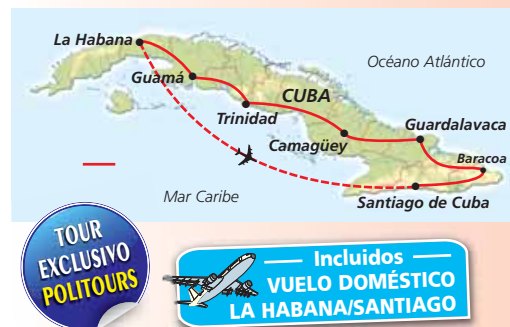 La Habana
Océano Atlántico
Guamá
CUBA
Trinidad
Guardalavaca
Camagüey
Baracoa
Mar Caribe
Santiago de Cuba
TOUR
EXCLUSIVO
POLITOURS
Incluidos
VUELO DOMÉSTICO
LA HABANA/SANTIAGO